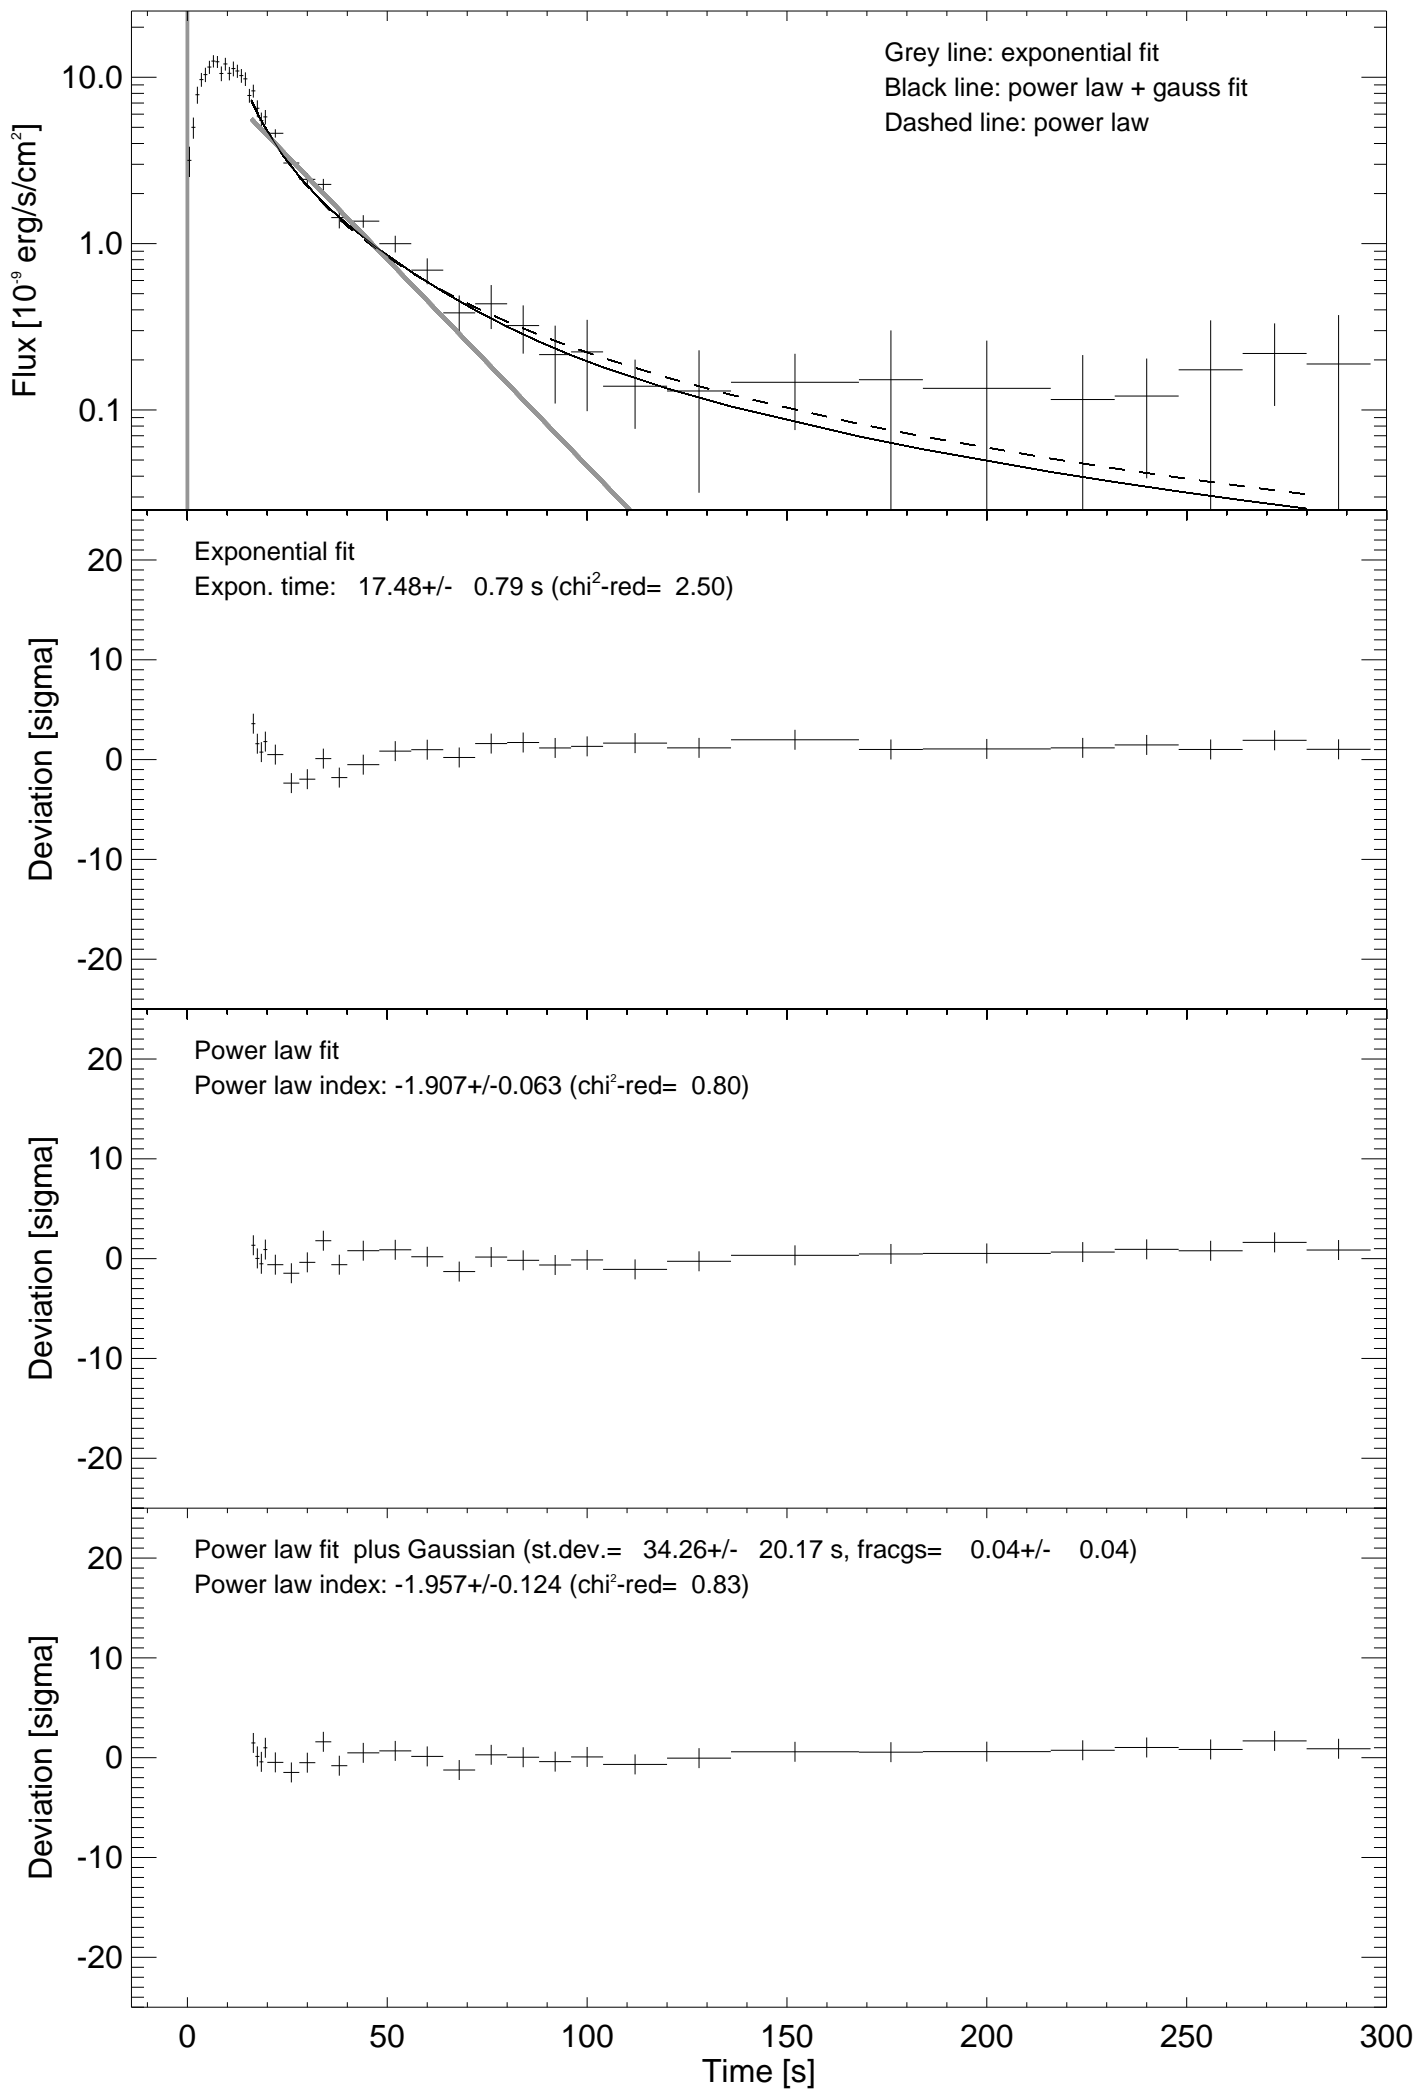 Grey line: exponential fit
Black line: power law + gauss fit
Dashed line: power law
10.0
1.0
0.1
Flux [10⁻⁹ erg/s/cm²]
Exponential fit
Expon. time: 17.48+/- 0.79 s (chi²-red= 2.50)
20
10
0
-10
-20
Deviation [sigma]
Power law fit
Power law index: -1.907+/-0.063 (chi²-red= 0.80)
20
10
0
-10
-20
Deviation [sigma]
Power law fit plus Gaussian (st.dev.= 34.26+/- 20.17 s, fracgs= 0.04+/- 0.04)
Power law index: -1.957+/-0.124 (chi²-red= 0.83)
20
10
0
-10
-20
Deviation [sigma]
0 50 100 150 200 250 300
Time [s]